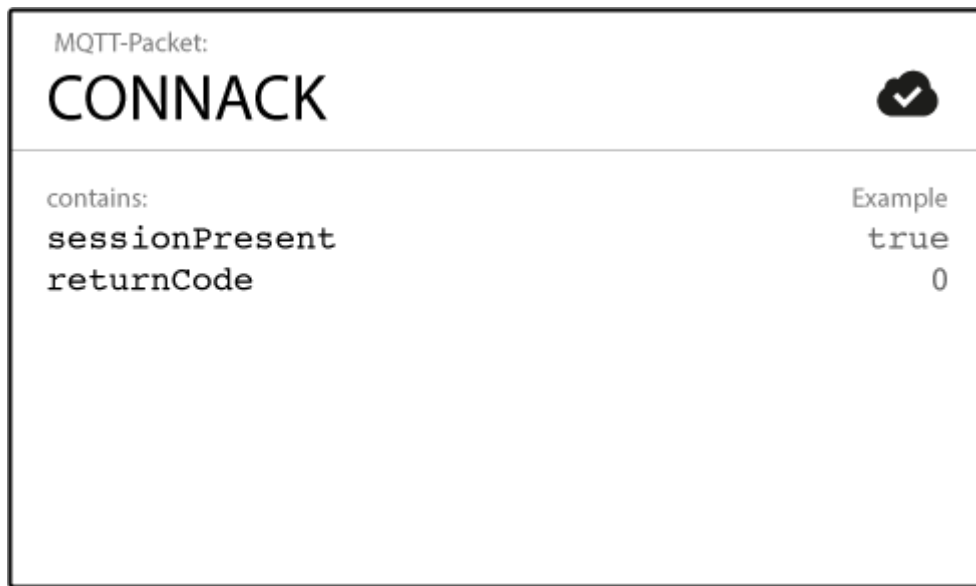 MQTT-Packet:
CONNACK
contains: Example
sessionPresent true
returnCode 0